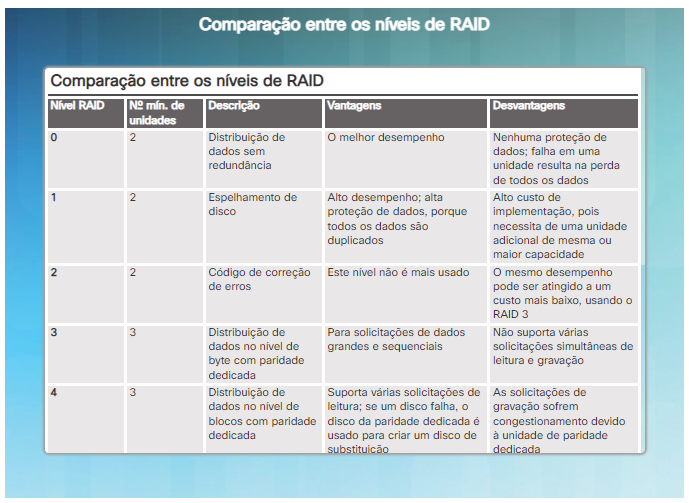 Comparação entre os níveis de RAID
Comparação entre os níveis de RAID
Nível RAID
Nº mín. de
unidades
Descrição
Vantagens
Desvantagens
0
2
Distribuição de
dados sem
redundância
O melhor desempenho
Nenhuma proteção de
dados; falha em uma
unidade resulta na perda
de todos os dados
1
2
Espelhamento de
disco
Alto desempenho; alta
proteção de dados, porque
todos os dados são
duplicados
Alto custo de
implementação, pois
necessita de uma unidade
adicional de mesma ou
maior capacidade
2
2
Código de correção
de erros
Este nível não é mais usado
O mesmo desempenho
pode ser atingido a um
custo mais baixo, usando o
RAID 3
3
3
Distribuição de
dados no nível de
byte com paridade
dedicada
Para solicitações de dados
grandes e sequenciais
Não suporta várias
solicitações simultâneas de
leitura e gravação
4
3
Distribuição de
dados no nível de
blocos com paridade
dedicada
Suporta várias solicitações de
leitura; se um disco falha, o
disco da paridade dedicada é
usado para criar um disco de
substituição
As solicitações de
gravação sofrem
congestionamento devido
à unidade de paridade
dedicada